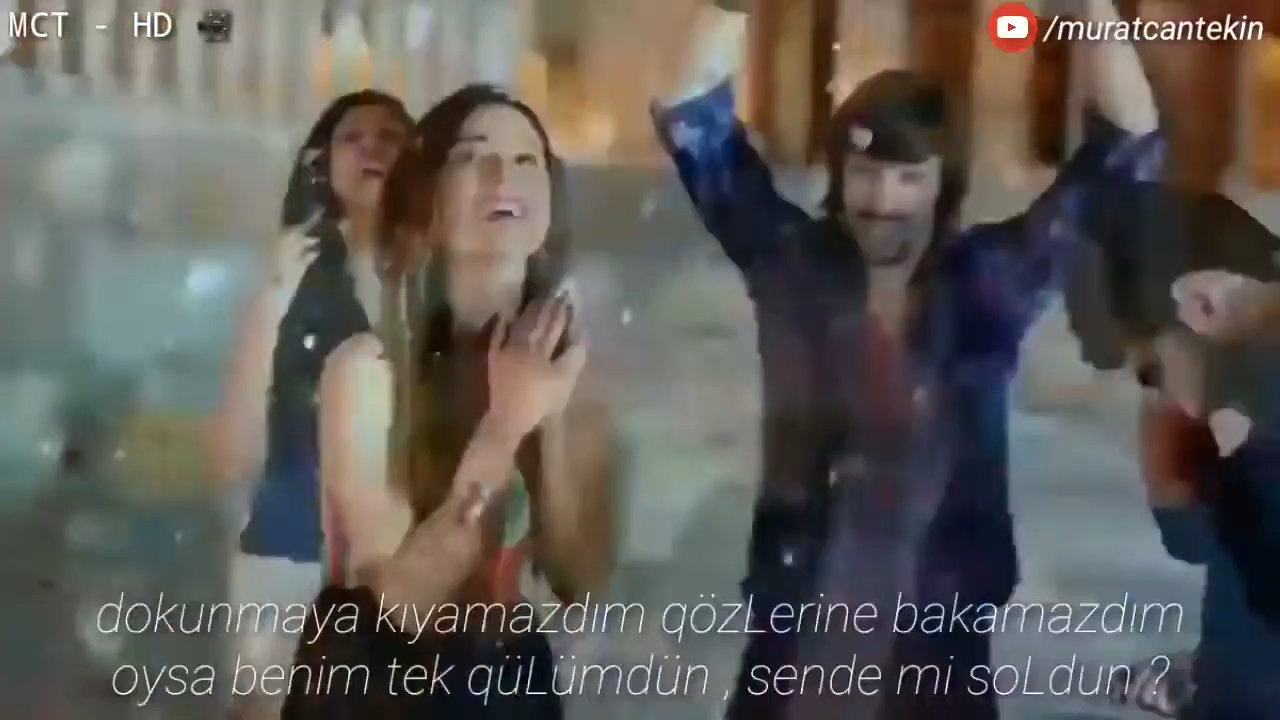 MCT - HD
/muratcantekin
dokunmaya kıyamazdım qözLerine bakamazdım
oysa benim tek qüLümdün , sende mi soLdun ?